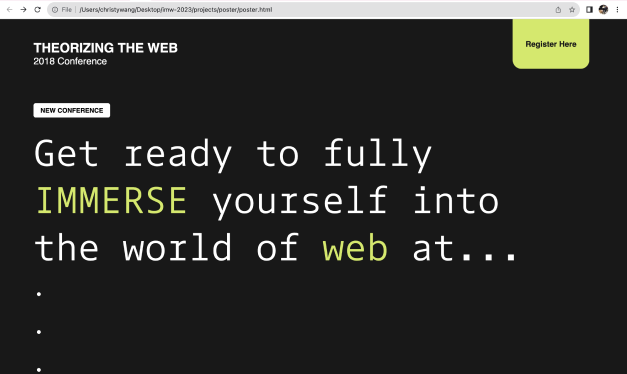 File /Users/christywang/Desktop/imw-2023/projects/poster/poster.html
THEORIZING THE WEB
2018 Conference
Register Here
NEW CONFERENCE
Get ready to fully
IMMERSE yourself into
the world of web at...